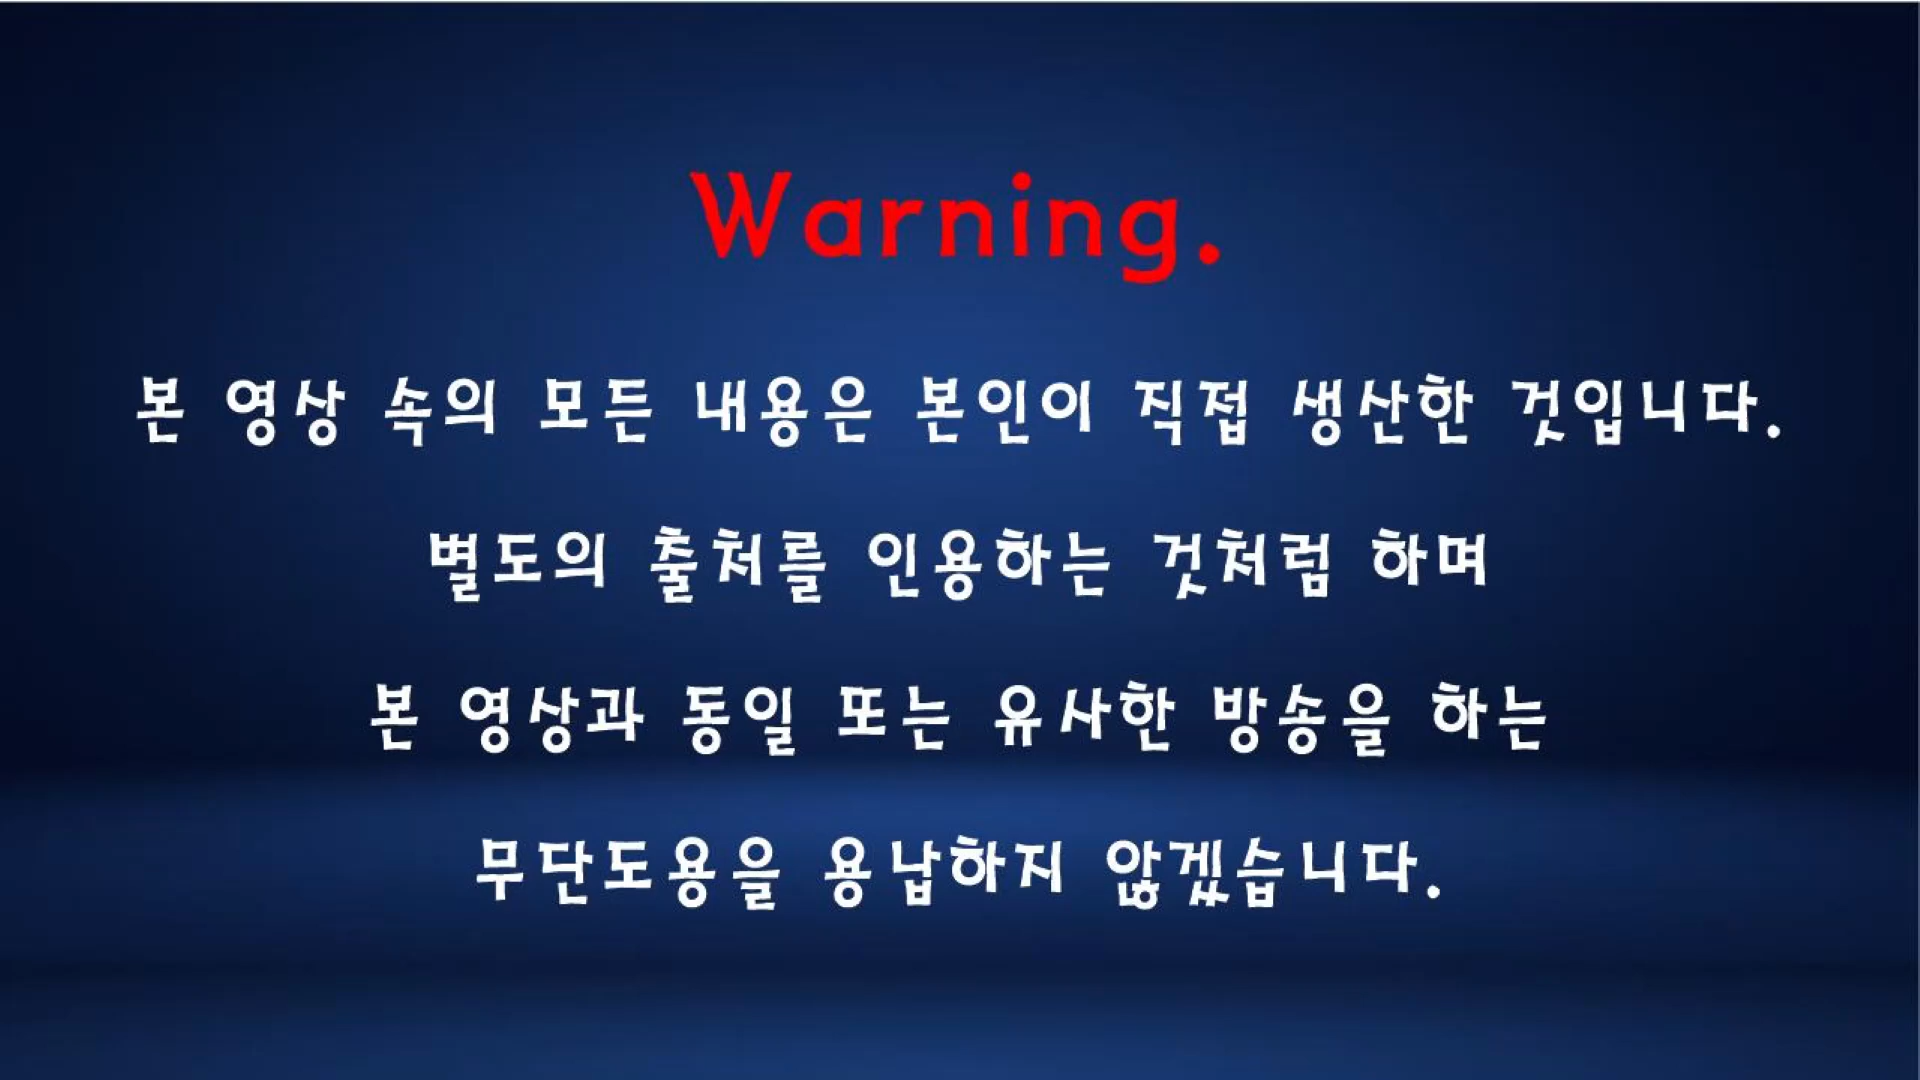 Warning.
본 영상 속의 모든 내용은 본인이 직접 생산한 것입니다.
별도의 출처를 인용하는 것처럼 하며
본 영상과 동일 또는 유사한 방송을 하는
무단도용을 용납하지 않겠습니다.